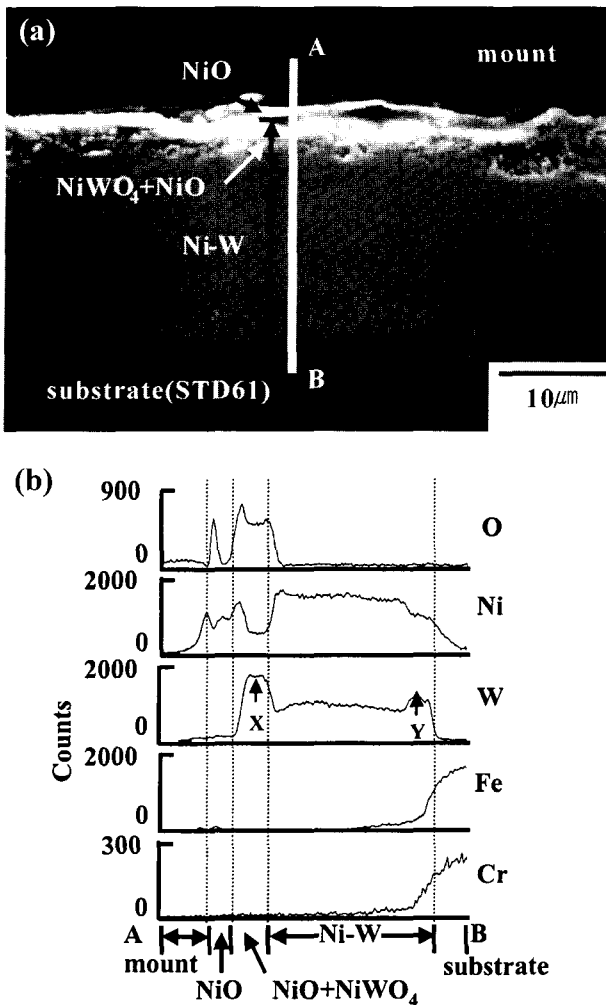 (a)
A
NiO
mount
NiWO₄+NiO
Ni-W
B
substrate(STD61)
10㎛
(b)
900
O
0
2000
Ni
0
2000
W
X
Y
0
2000
Fe
0
300
Cr
0
Counts
A
Ni-W
B
mount
substrate
NiO
NiO+NiWO₄